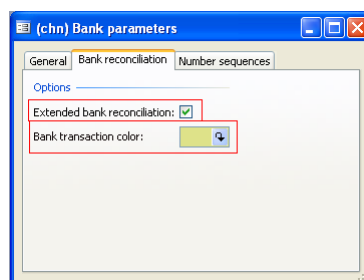 (chn) Bank parameters
General Bank reconciliation Number sequences
Options
Extended bank reconciliation:
Bank transaction color: